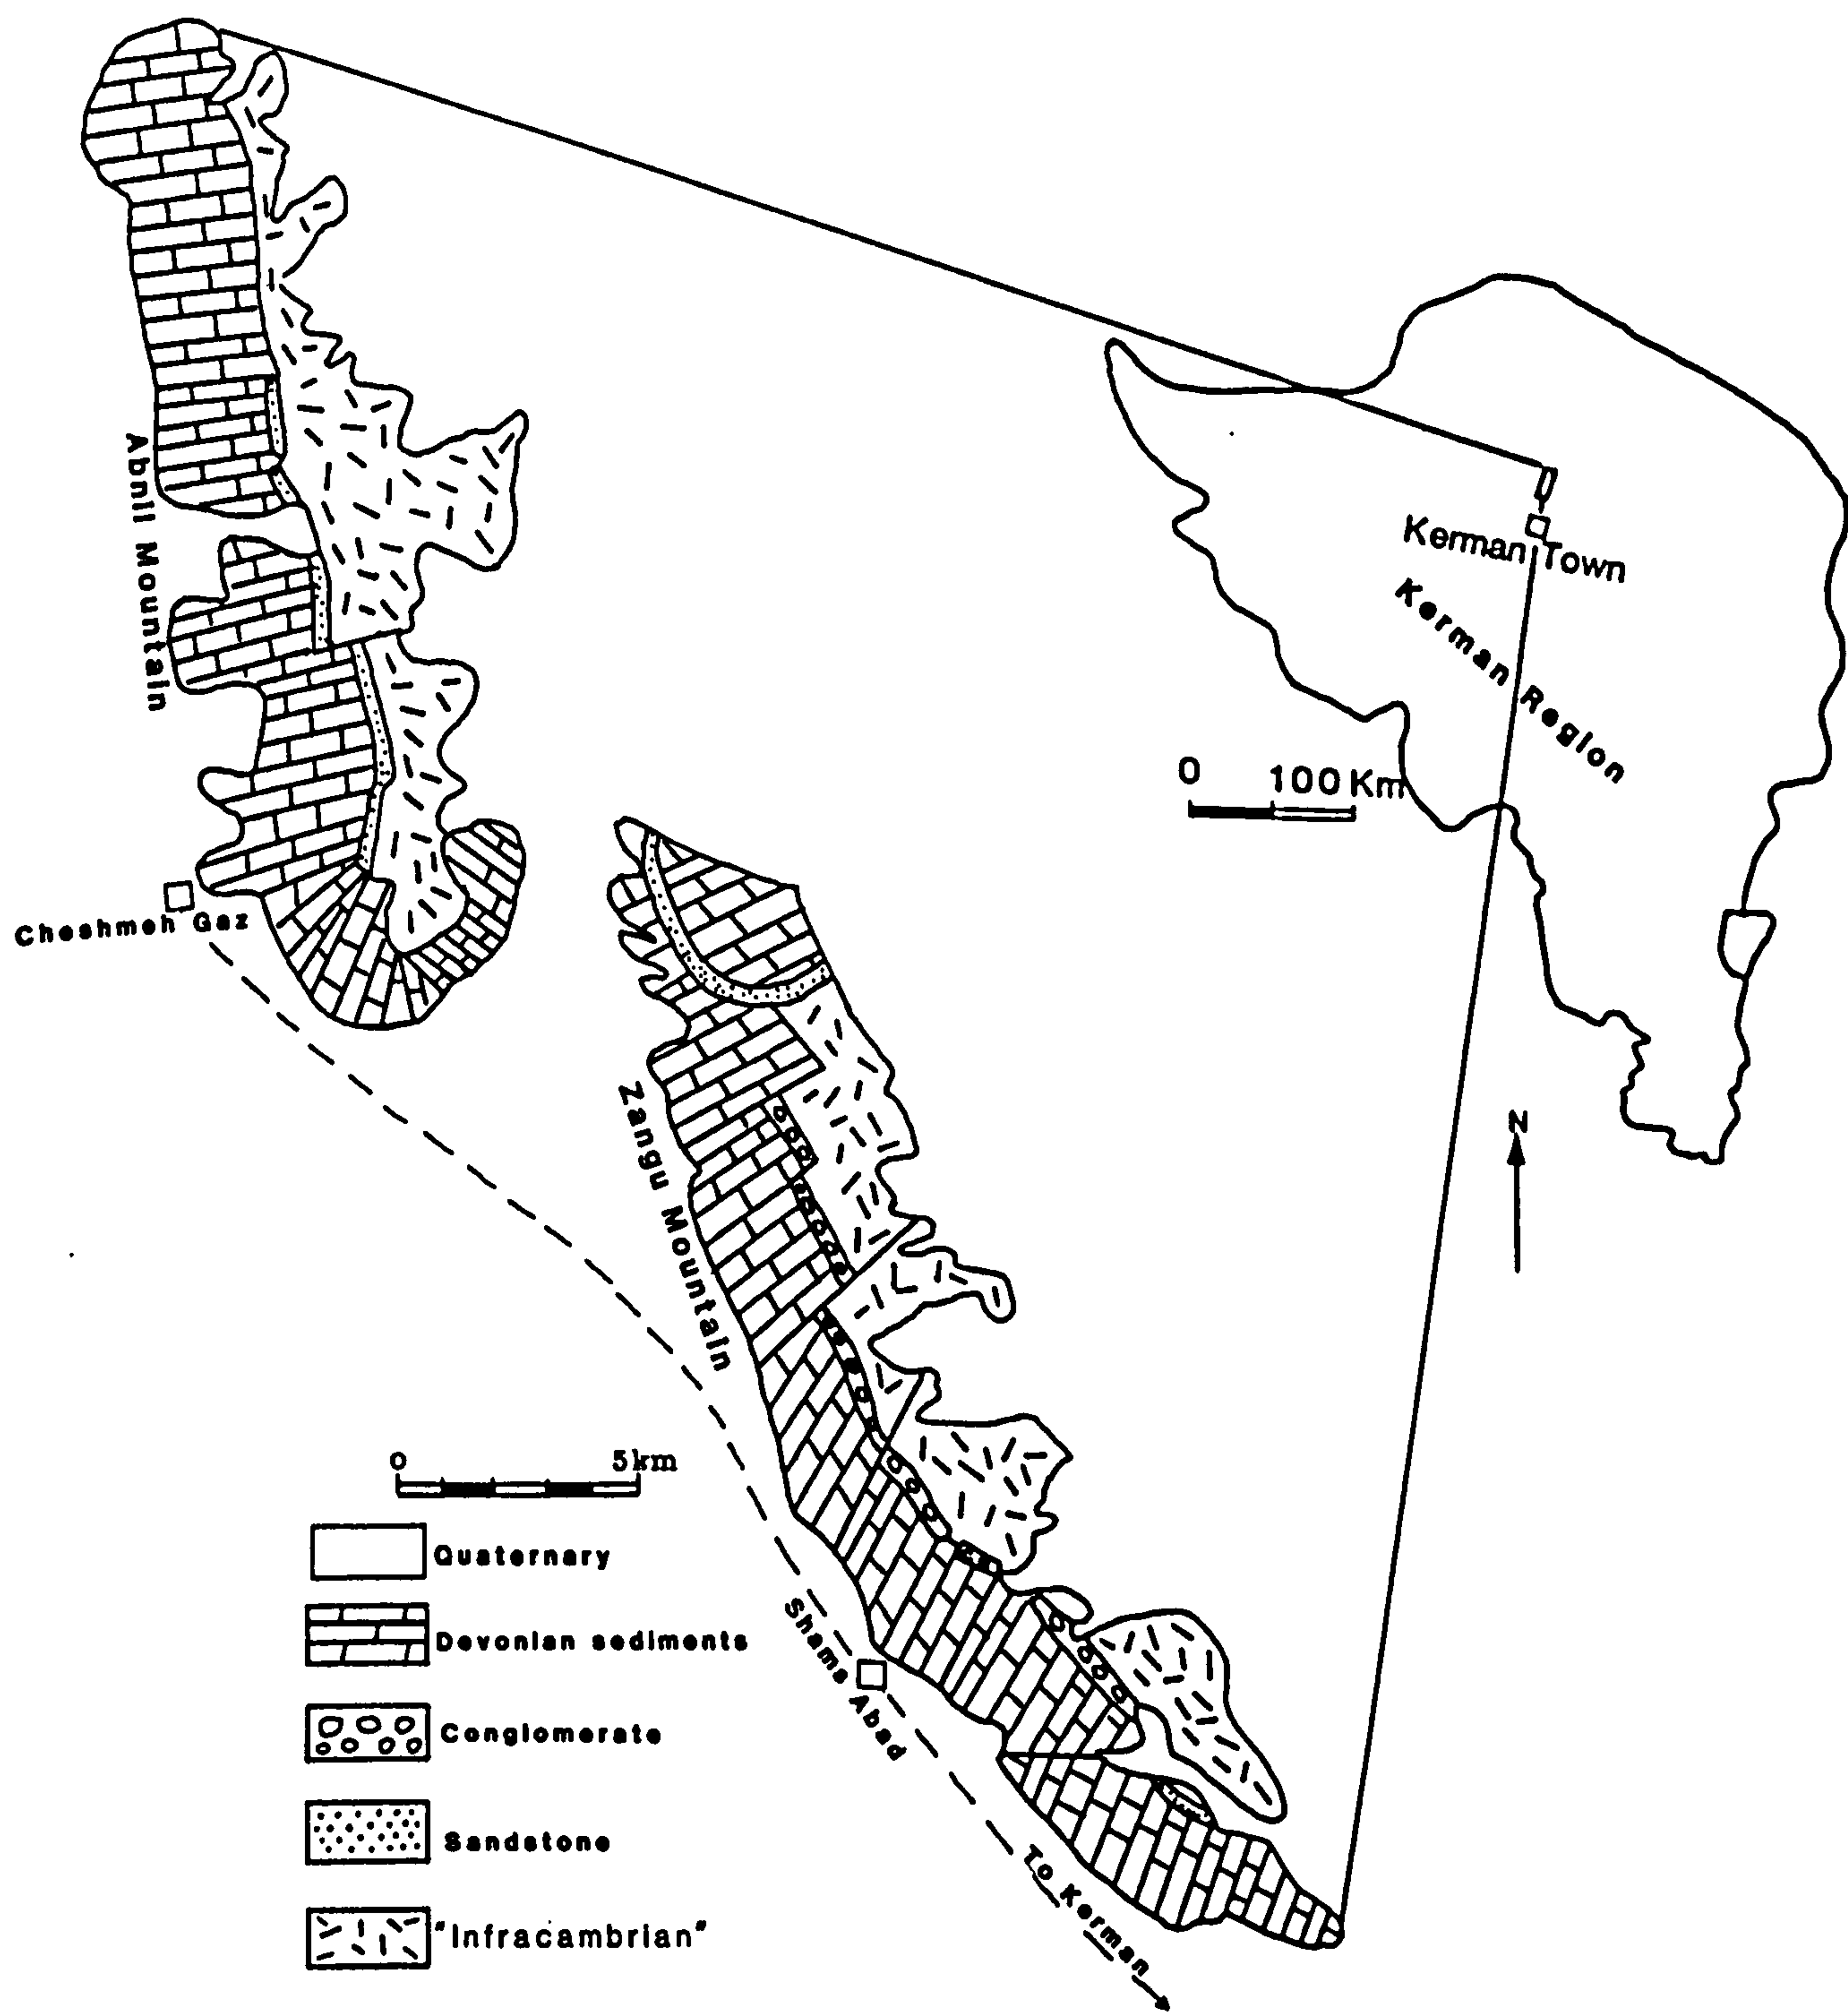 Abnil Mountain
Kerman Town
Kerman Region
0 100 Km
Cheshmeh Gaz
Zangu Mountain
N
0 5km
Quaternary
Devonian sediments
Shams Abad
Conglomerate
Sandstone
To Kerman
"Infracambrian"